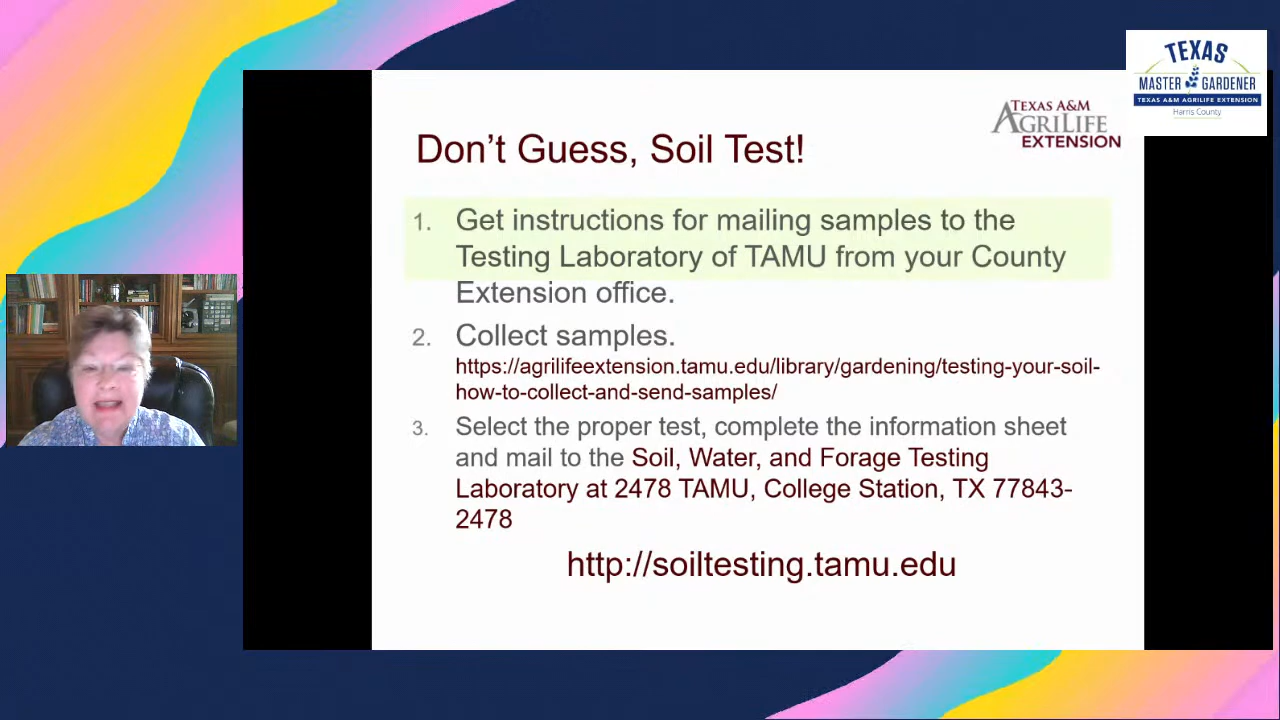 TEXAS
MASTER GARDENER
TEXAS A&M AGRILIFE EXTENSION
Harris County
TEXAS A&M
AGRILIFE
EXTENSION
Don't Guess, Soil Test!
1. Get instructions for mailing samples to the
Testing Laboratory of TAMU from your County
Extension office.
2. Collect samples.
https://agrilifeextension.tamu.edu/library/gardening/testing-your-soil-
how-to-collect-and-send-samples/
3. Select the proper test, complete the information sheet
and mail to the Soil, Water, and Forage Testing
Laboratory at 2478 TAMU, College Station, TX 77843-
2478
http://soiltesting.tamu.edu